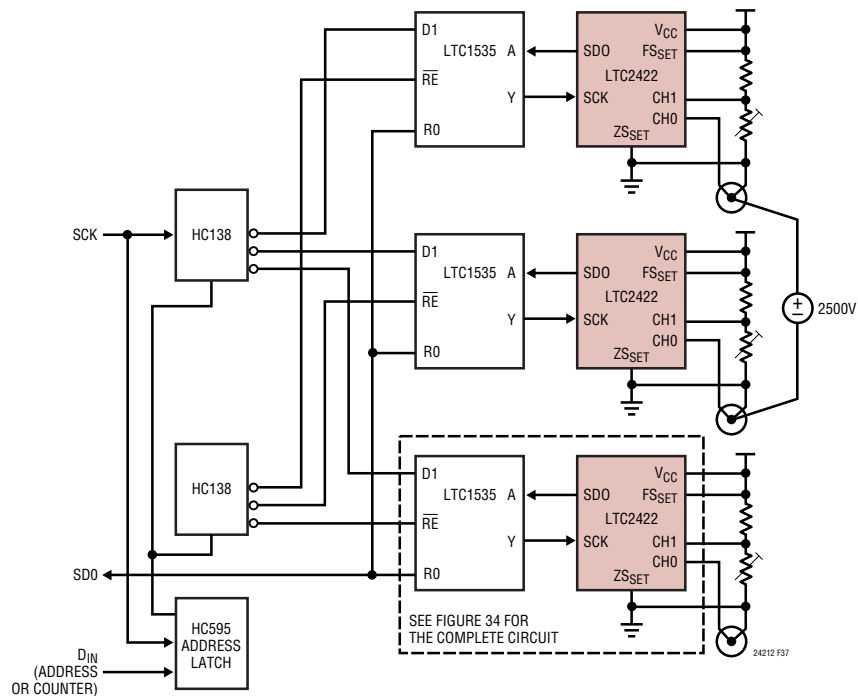 D1
LTC1535 A
RE
Y
R0
SDO
LTC2422
SCK
VCC
FSSET
CH1
CH0
ZSSET
SCK
HC138
D1
LTC1535 A
RE
Y
R0
SDO
LTC2422
SCK
VCC
FSSET
CH1
CH0
ZSSET
+
–
2500V
HC138
D1
LTC1535 A
RE
Y
R0
SDO
LTC2422
SCK
VCC
FSSET
CH1
CH0
ZSSET
SD0
HC595
ADDRESS
LATCH
DIN
(ADDRESS
OR COUNTER)
SEE FIGURE 34 FOR
THE COMPLETE CIRCUIT
24212 F37